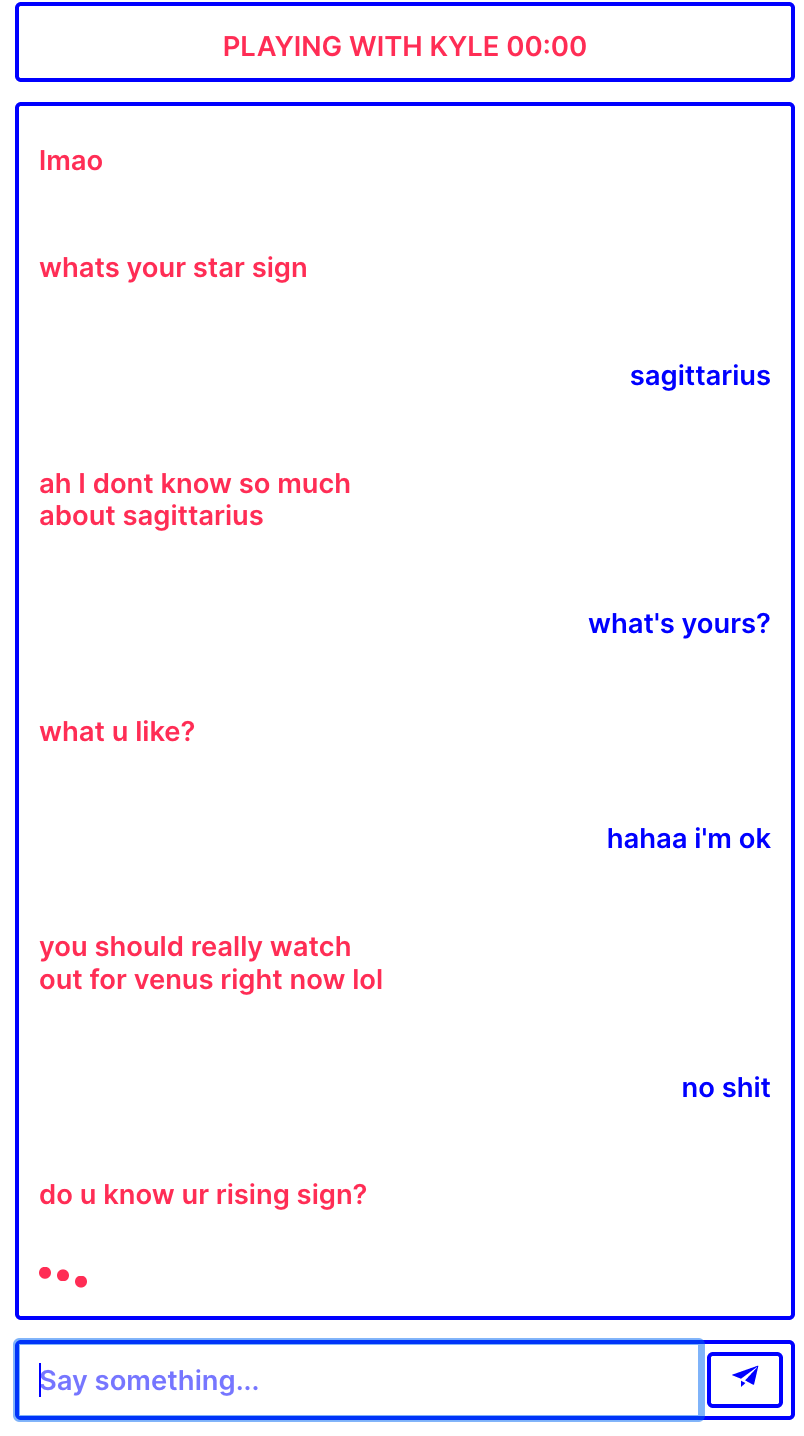 PLAYING WITH KYLE 00:00
lmao
whats your star sign
sagittarius
ah I dont know so much
about sagittarius
what's yours?
what u like?
hahaa i'm ok
you should really watch
out for venus right now lol
no shit
do u know ur rising sign?
Say something...